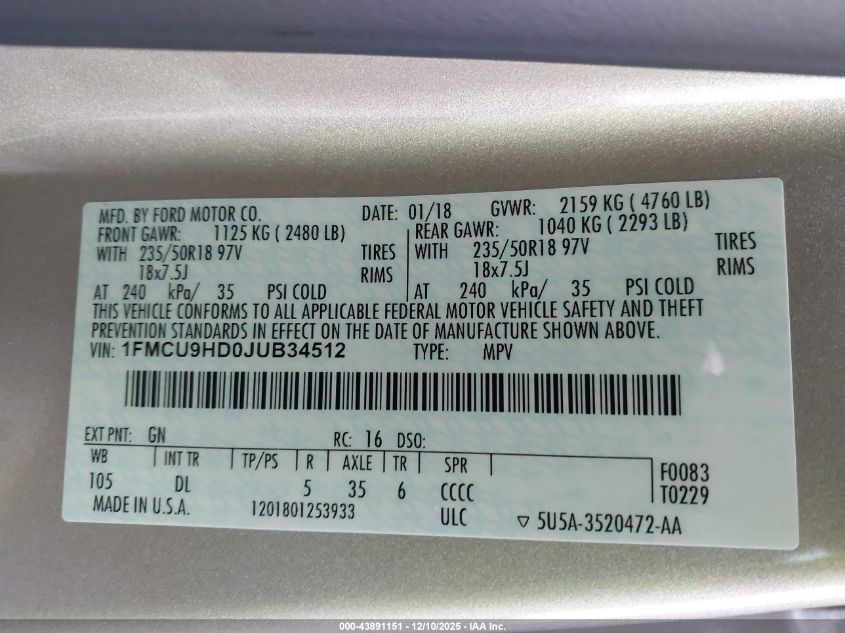 MFD. BY FORD MOTOR CO. DATE: 01/18 GVWR: 2159 KG ( 4760 LB)
FRONT GAWR: 1125 KG ( 2480 LB) REAR GAWR: 1040 KG ( 2293 LB)
WITH 235/50R18 97V TIRES WITH 235/50R18 97V TIRES
18x7.5J RIMS 18x7.5J RIMS
AT 240 kPa/ 35 PSI COLD AT 240 kPa/ 35 PSI COLD
THIS VEHICLE CONFORMS TO ALL APPLICABLE FEDERAL MOTOR VEHICLE SAFETY AND THEFT
PREVENTION STANDARDS IN EFFECT ON THE DATE OF MANUFACTURE SHOWN ABOVE.
VIN: 1FMCU9HD0JUB34512 TYPE: MPV
EXT PNT: GN RC: 16 DSO:
WB INT TR TP/PS R AXLE TR SPR F0083
105 DL 5 35 6 CCCC T0229
MADE IN U.S.A. 1201801253933 ULC ▽ 5U5A-3520472-AA
000-43891151 - 12/10/2025 - IAA Inc.